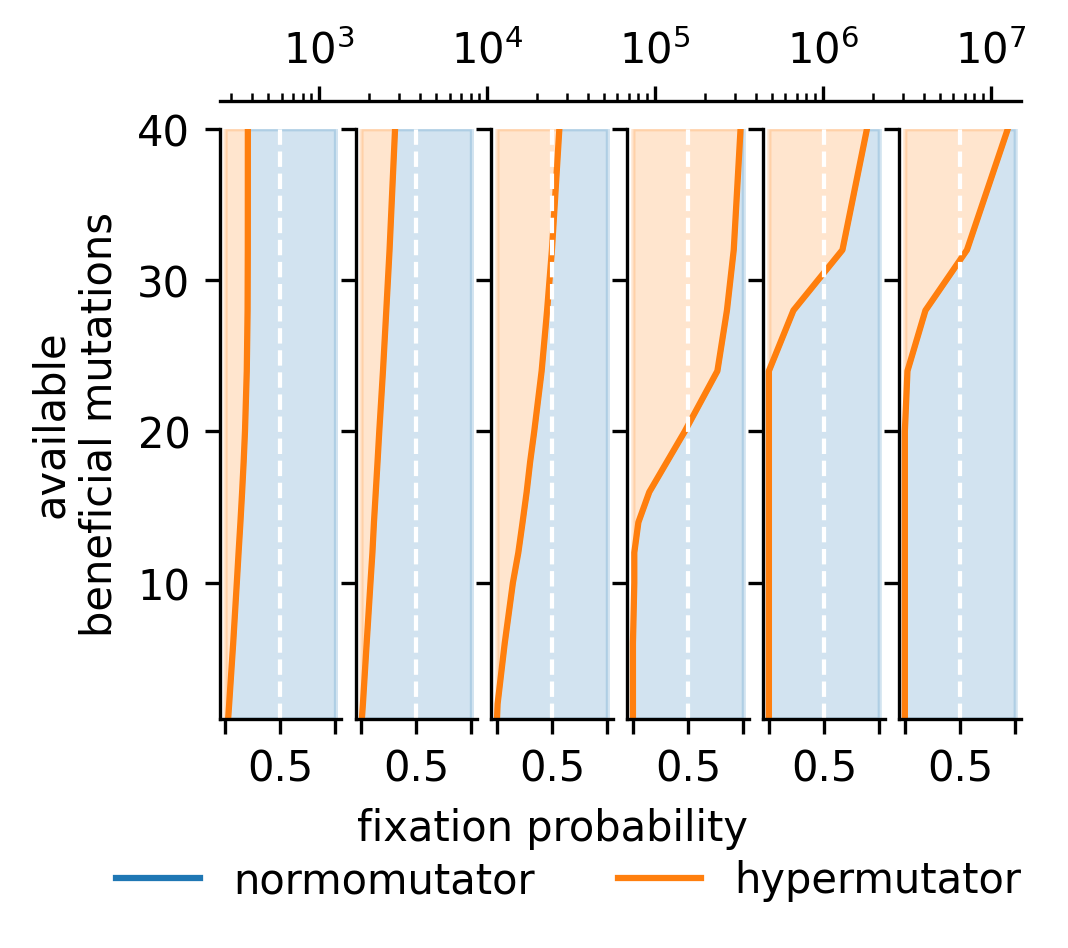 10³ 10⁴ 10⁵ 10⁶ 10⁷
40
30
20
10
available
beneficial mutations
0.5 0.5 0.5 0.5 0.5 0.5
fixation probability
normomutator hypermutator